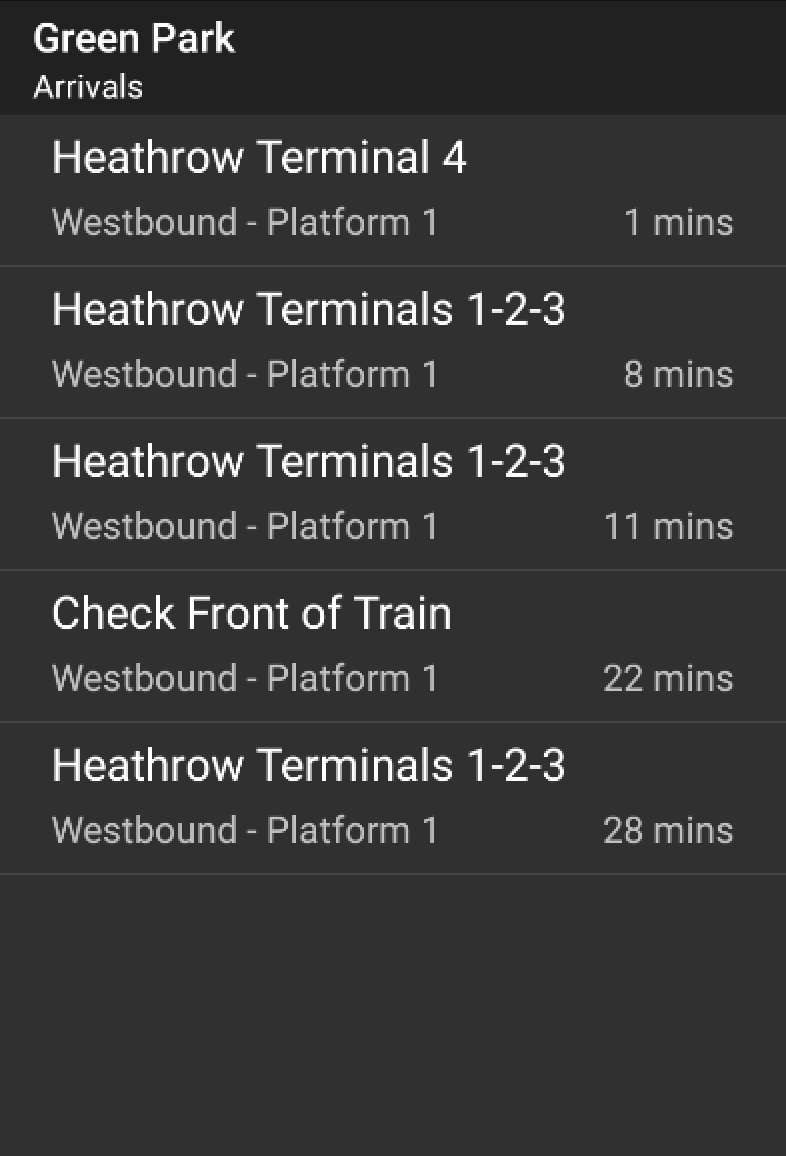 Green Park
Arrivals
Heathrow Terminal 4
Westbound - Platform 1 1 mins
Heathrow Terminals 1-2-3
Westbound - Platform 1 8 mins
Heathrow Terminals 1-2-3
Westbound - Platform 1 11 mins
Check Front of Train
Westbound - Platform 1 22 mins
Heathrow Terminals 1-2-3
Westbound - Platform 1 28 mins